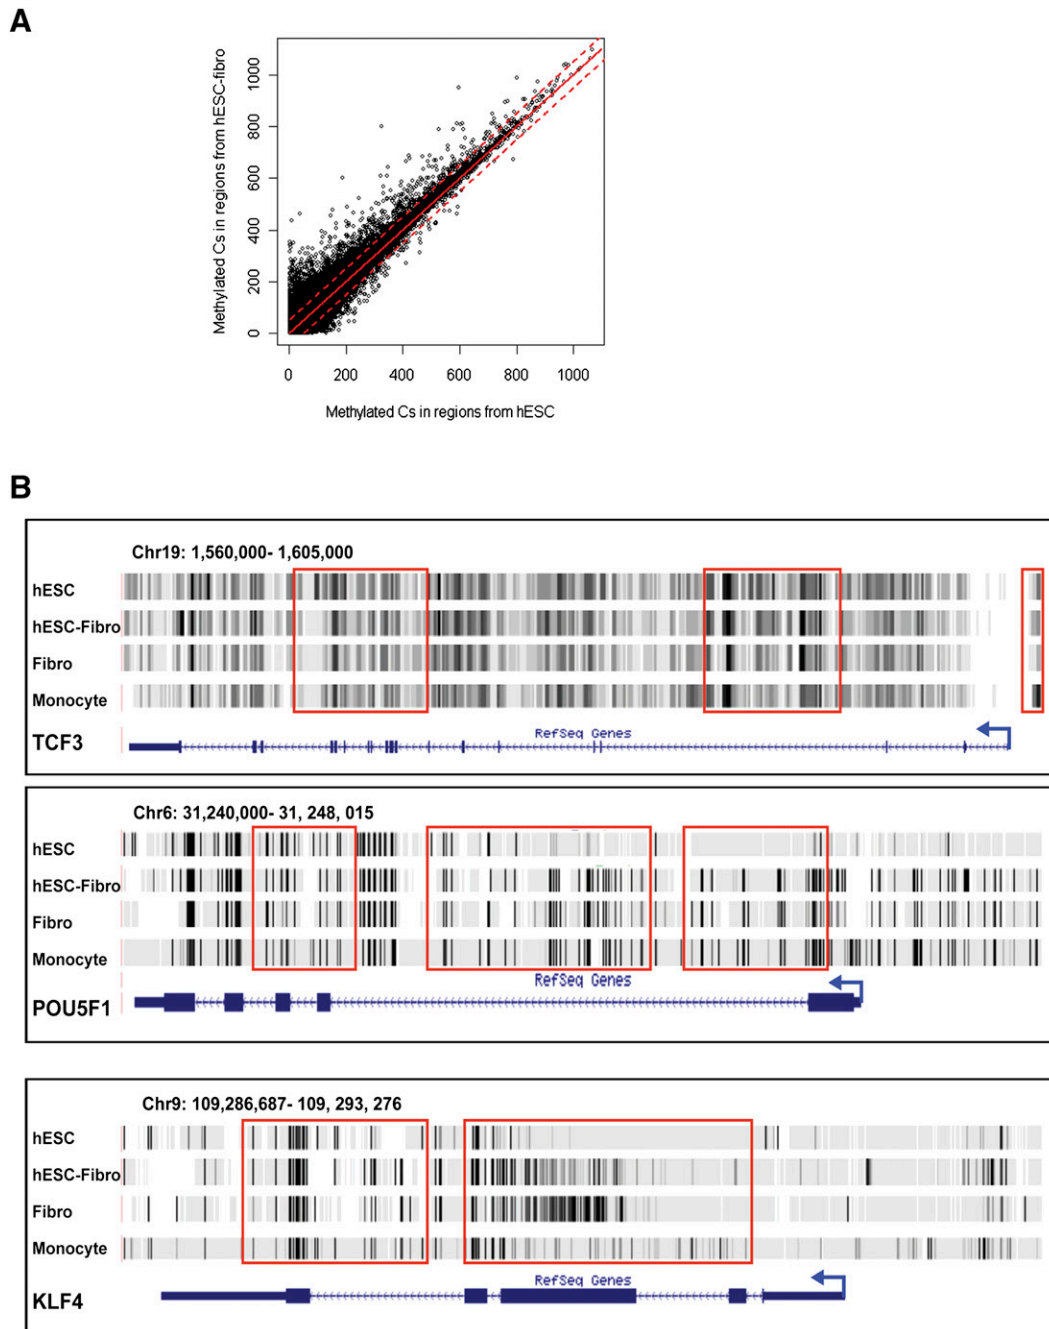 A
Methylated Cs in regions from hESC-fibro
1000
800
600
400
200
0
0 200 400 600 800 1000
Methylated Cs in regions from hESC
B
Chr19: 1,560,000- 1,605,000
hESC
hESC-Fibro
Fibro
Monocyte
RefSeq Genes
TCF3
Chr6: 31,240,000- 31, 248, 015
hESC
hESC-Fibro
Fibro
Monocyte
RefSeq Genes
POU5F1
Chr9: 109,286,687- 109, 293, 276
hESC
hESC-Fibro
Fibro
Monocyte
RefSeq Genes
KLF4